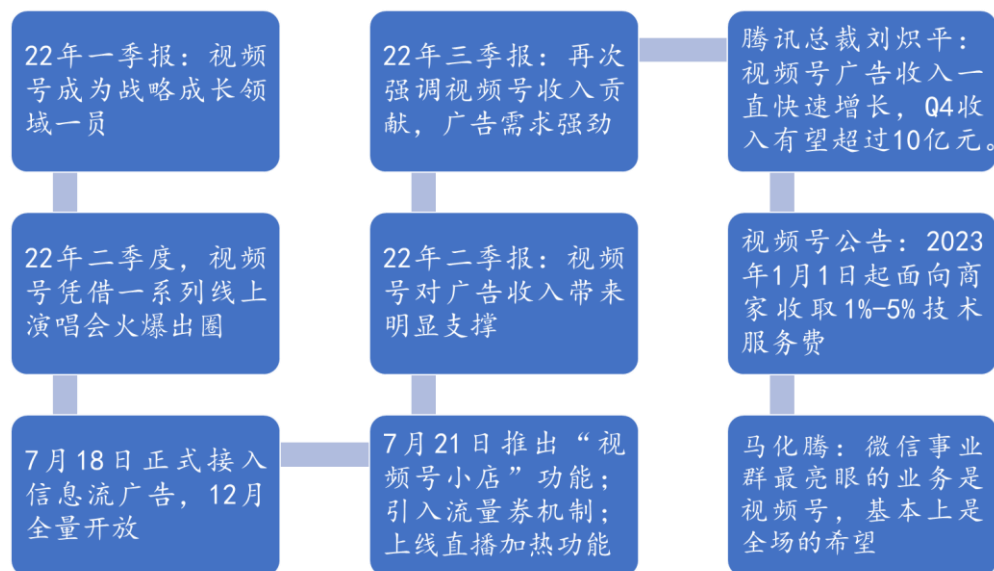 22年一季报：视频
号成为战略成长领
域一员
22年二季度，视频
号凭借一系列线上
演唱会火爆出圈
7月18日正式接入
信息流广告，12月
全量开放
7月21日推出“视
频号小店”功能；
引入流量券机制；
上线直播加热功能
22年二季报：视频
号对广告收入带来
明显支撑
22年三季报：再次
强调视频号收入贡
献，广告需求强劲
腾讯总裁刘炽平：
视频号广告收入一
直快速增长，Q4收
入有望超过10亿元。
视频号公告：2023
年1月1日起面向商
家收取1%-5%技术
服务费
马化腾：微信事业
群最亮眼的业务是
视频号，基本上是
全场的希望